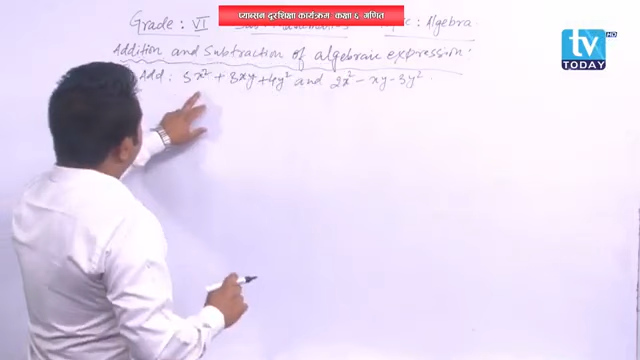 प्याब्सन दूरशिक्षा कार्यक्रम कक्षा ६ गणित
Grade: VI : Algebra
Addition and Subtraction of algebraic expression.
Add: 5x² + 3xy + 4y² and 2x² - xy - 3y².
tv HD
TODAY